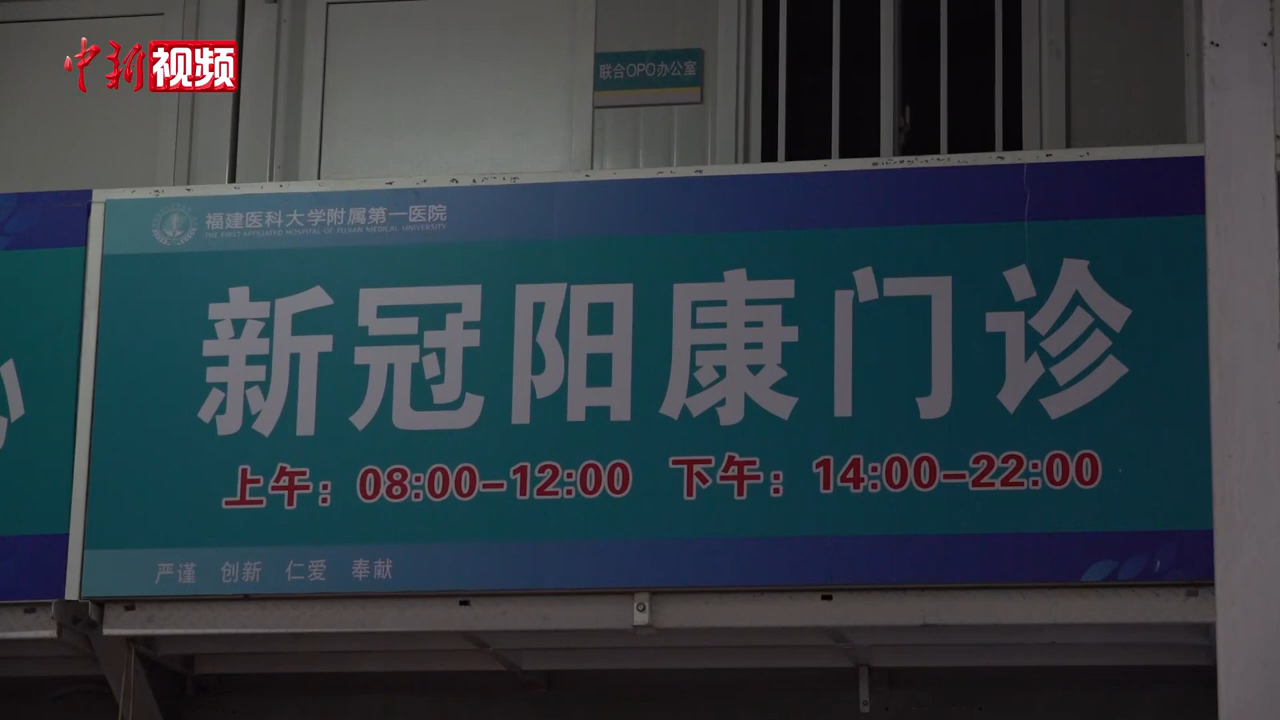 中新视频
联合OPO办公室
福建医科大学附属第一医院
THE FIRST AFFILIATED HOSPITAL OF FUJIAN MEDICAL UNIVERSITY
新冠阳康门诊
上午：08:00-12:00 下午：14:00-22:00
严谨 创新 仁爱 奉献